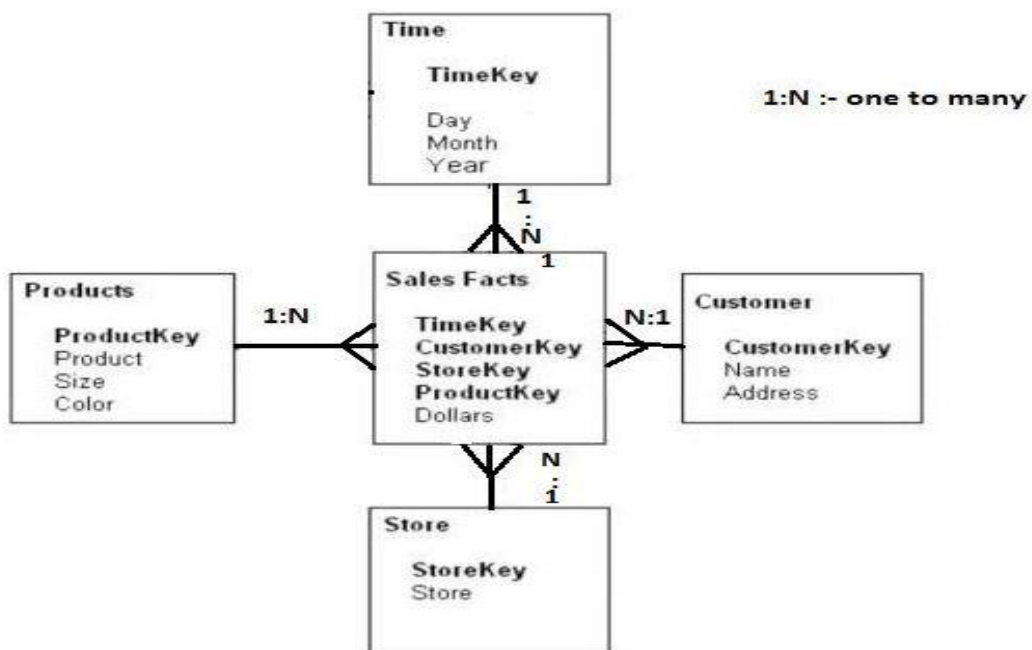 Time
TimeKey
Day
Month
Year
1:N :- one to many
1
:
N
1
Products
ProductKey
Product
Size
Color
1:N
Sales Facts
TimeKey
CustomerKey
StoreKey
ProductKey
Dollars
N:1
Customer
CustomerKey
Name
Address
N
:
1
Store
StoreKey
Store